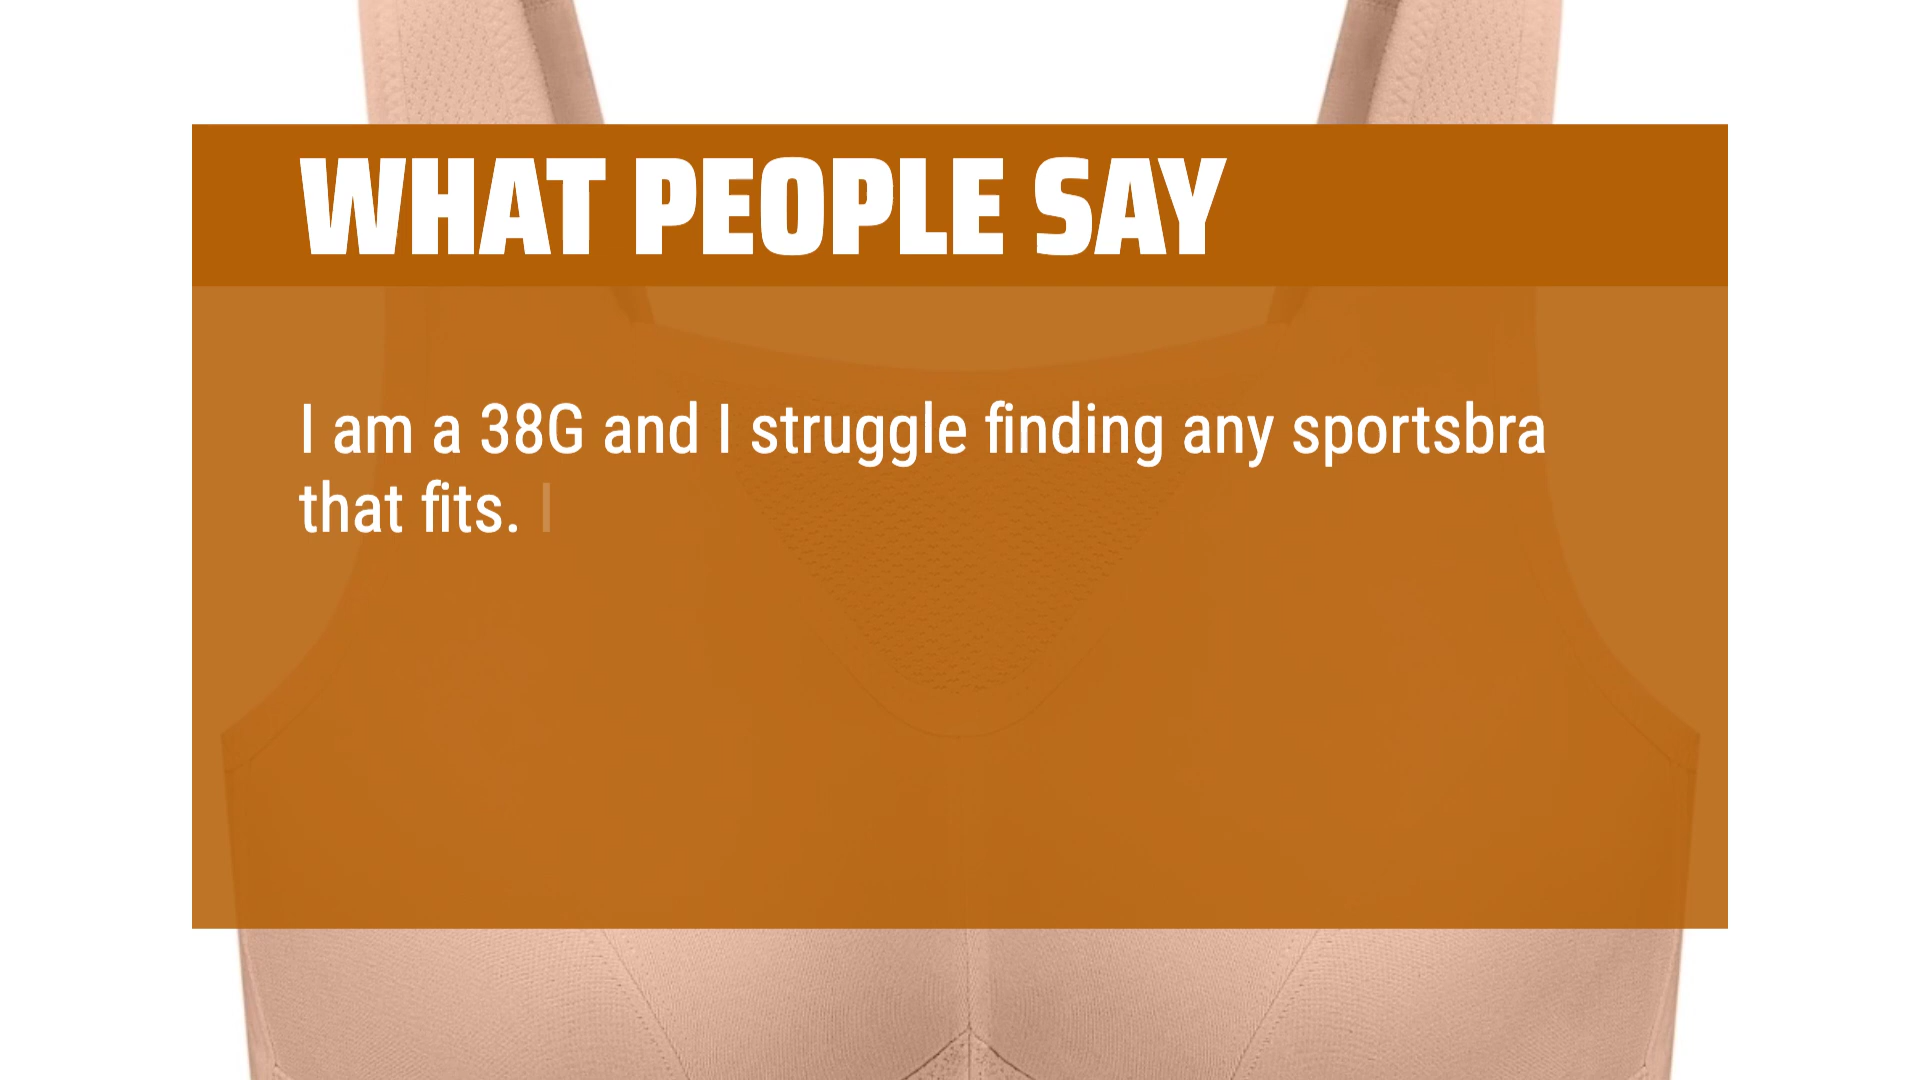 WHAT PEOPLE SAY
I am a 38G and I struggle finding any sportsbra
that fits. I